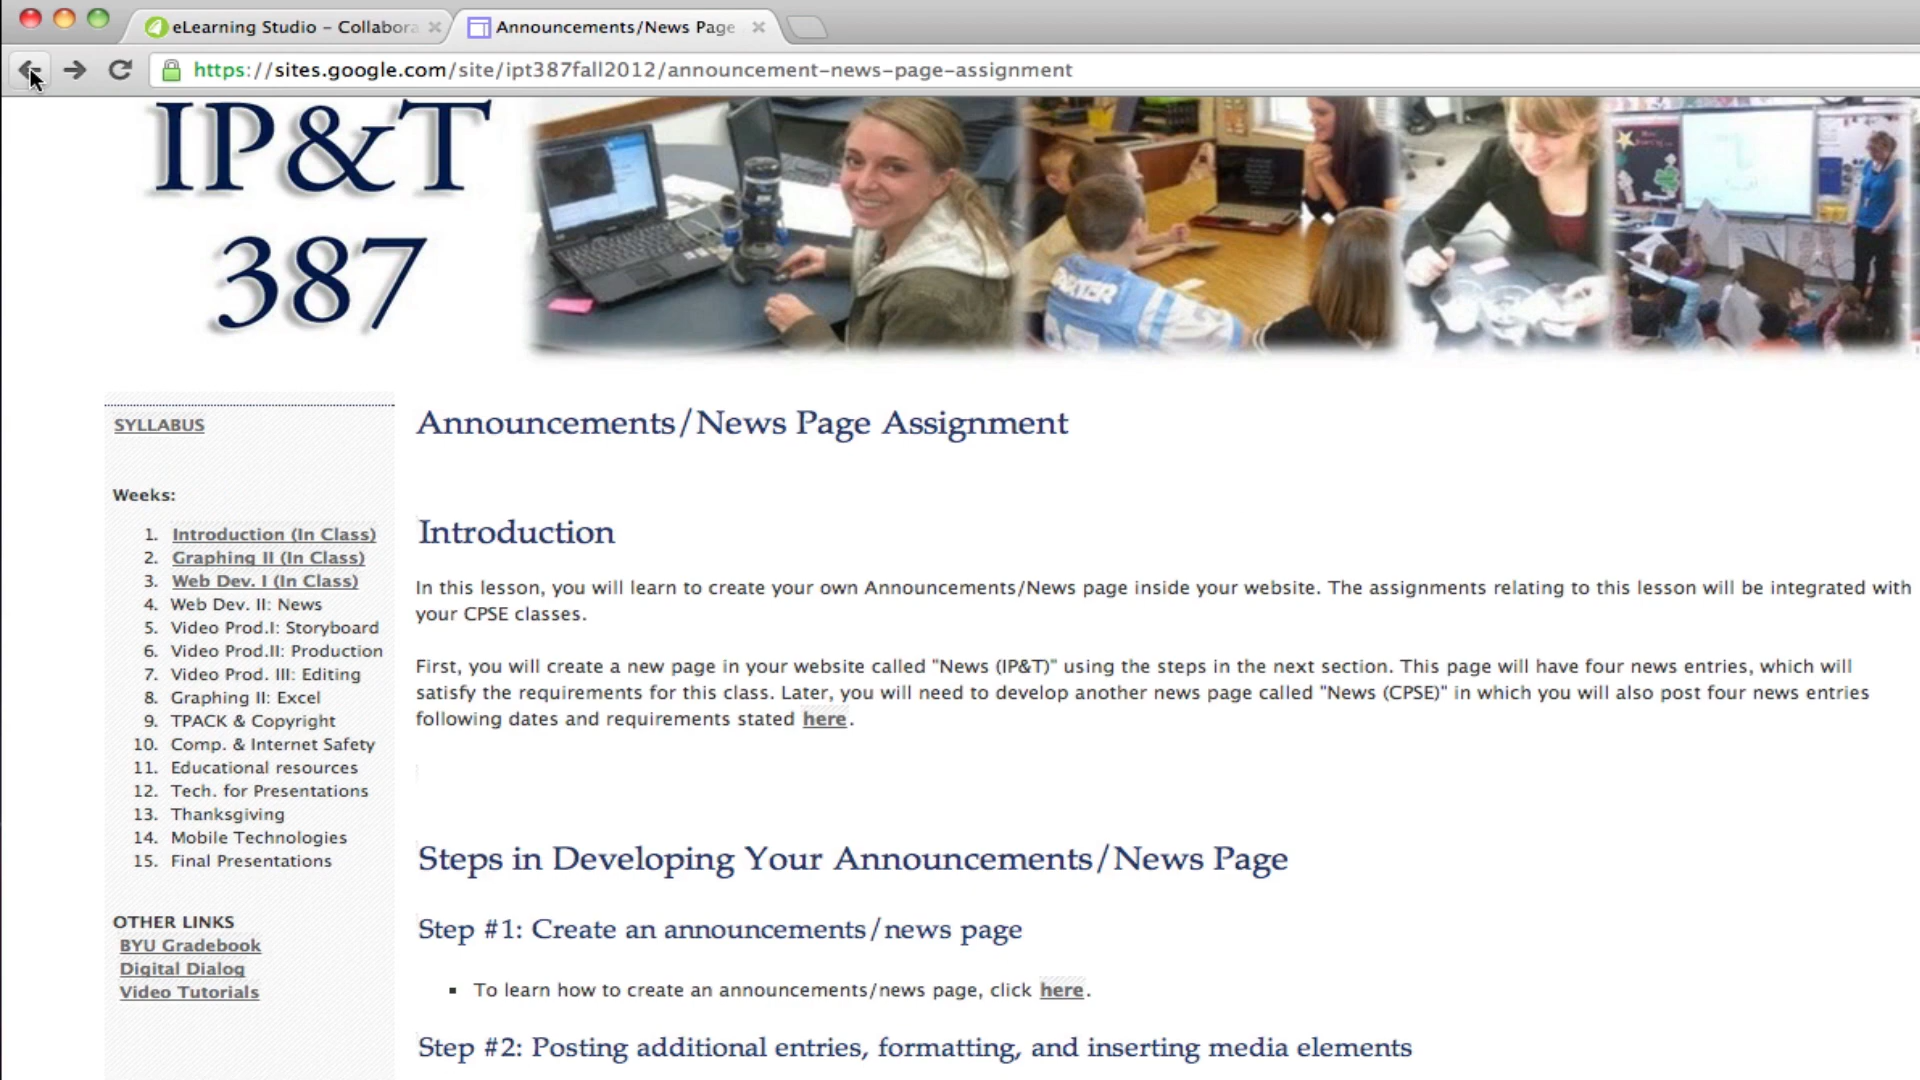 eLearning Studio – Collabora
Announcements/News Page
https://sites.google.com/site/ipt387fall2012/announcement-news-page-assignment
IP&T
387
SYLLABUS
Weeks:
1. Introduction (In Class)
2. Graphing II (In Class)
3. Web Dev. I (In Class)
4. Web Dev. II: News
5. Video Prod.I: Storyboard
6. Video Prod.II: Production
7. Video Prod. III: Editing
8. Graphing II: Excel
9. TPACK & Copyright
10. Comp. & Internet Safety
11. Educational resources
12. Tech. for Presentations
13. Thanksgiving
14. Mobile Technologies
15. Final Presentations
OTHER LINKS
BYU Gradebook
Digital Dialog
Video Tutorials
Announcements/News Page Assignment
Introduction
In this lesson, you will learn to create your own Announcements/News page inside your website. The assignments relating to this lesson will be integrated with
your CPSE classes.
First, you will create a new page in your website called "News (IP&T)" using the steps in the next section. This page will have four news entries, which will
satisfy the requirements for this class. Later, you will need to develop another news page called "News (CPSE)" in which you will also post four news entries
following dates and requirements stated here.
Steps in Developing Your Announcements/News Page
Step #1: Create an announcements/news page
▪ To learn how to create an announcements/news page, click here.
Step #2: Posting additional entries, formatting, and inserting media elements